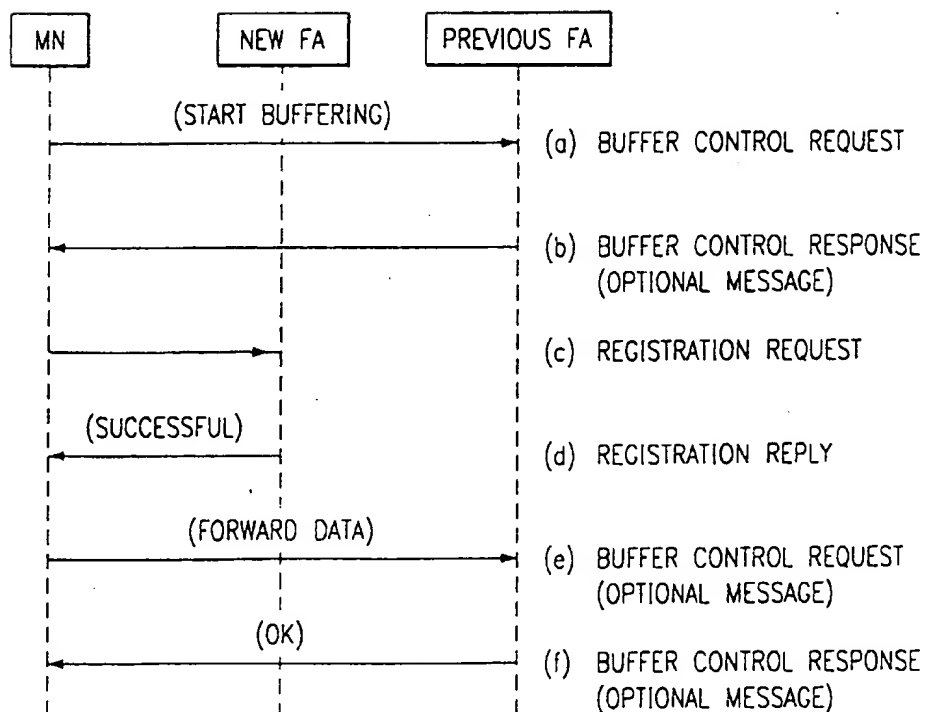 MN
NEW FA
PREVIOUS FA
(START BUFFERING)
(a) BUFFER CONTROL REQUEST
(b) BUFFER CONTROL RESPONSE
(OPTIONAL MESSAGE)
(c) REGISTRATION REQUEST
(SUCCESSFUL)
(d) REGISTRATION REPLY
(FORWARD DATA)
(e) BUFFER CONTROL REQUEST
(OPTIONAL MESSAGE)
(OK)
(f) BUFFER CONTROL RESPONSE
(OPTIONAL MESSAGE)